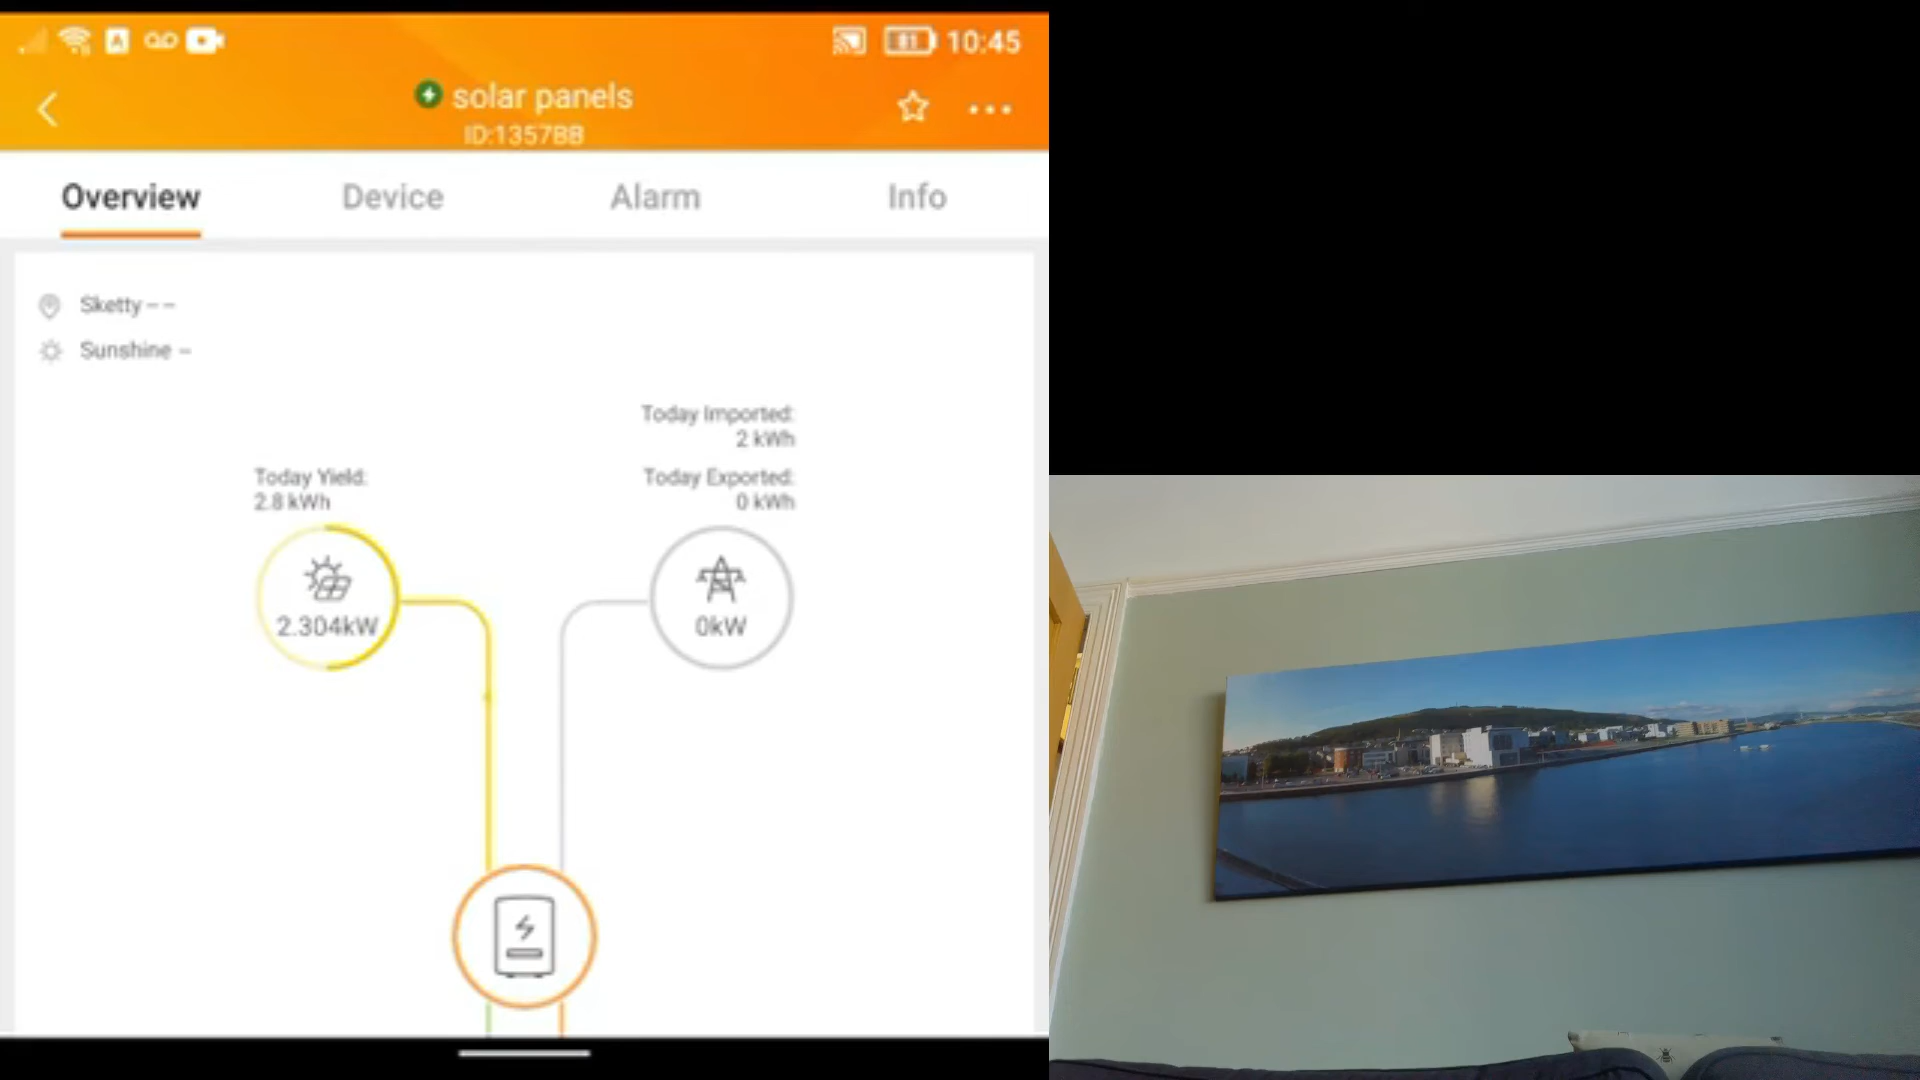 A 81 10:45
solar panels
ID:1357BB
Overview Device Alarm Info
Sketty – –
Sunshine –
Today Imported:
2 kWh
Today Yield:
2.8 kWh
Today Exported:
0 kWh
2.304kW
0kW